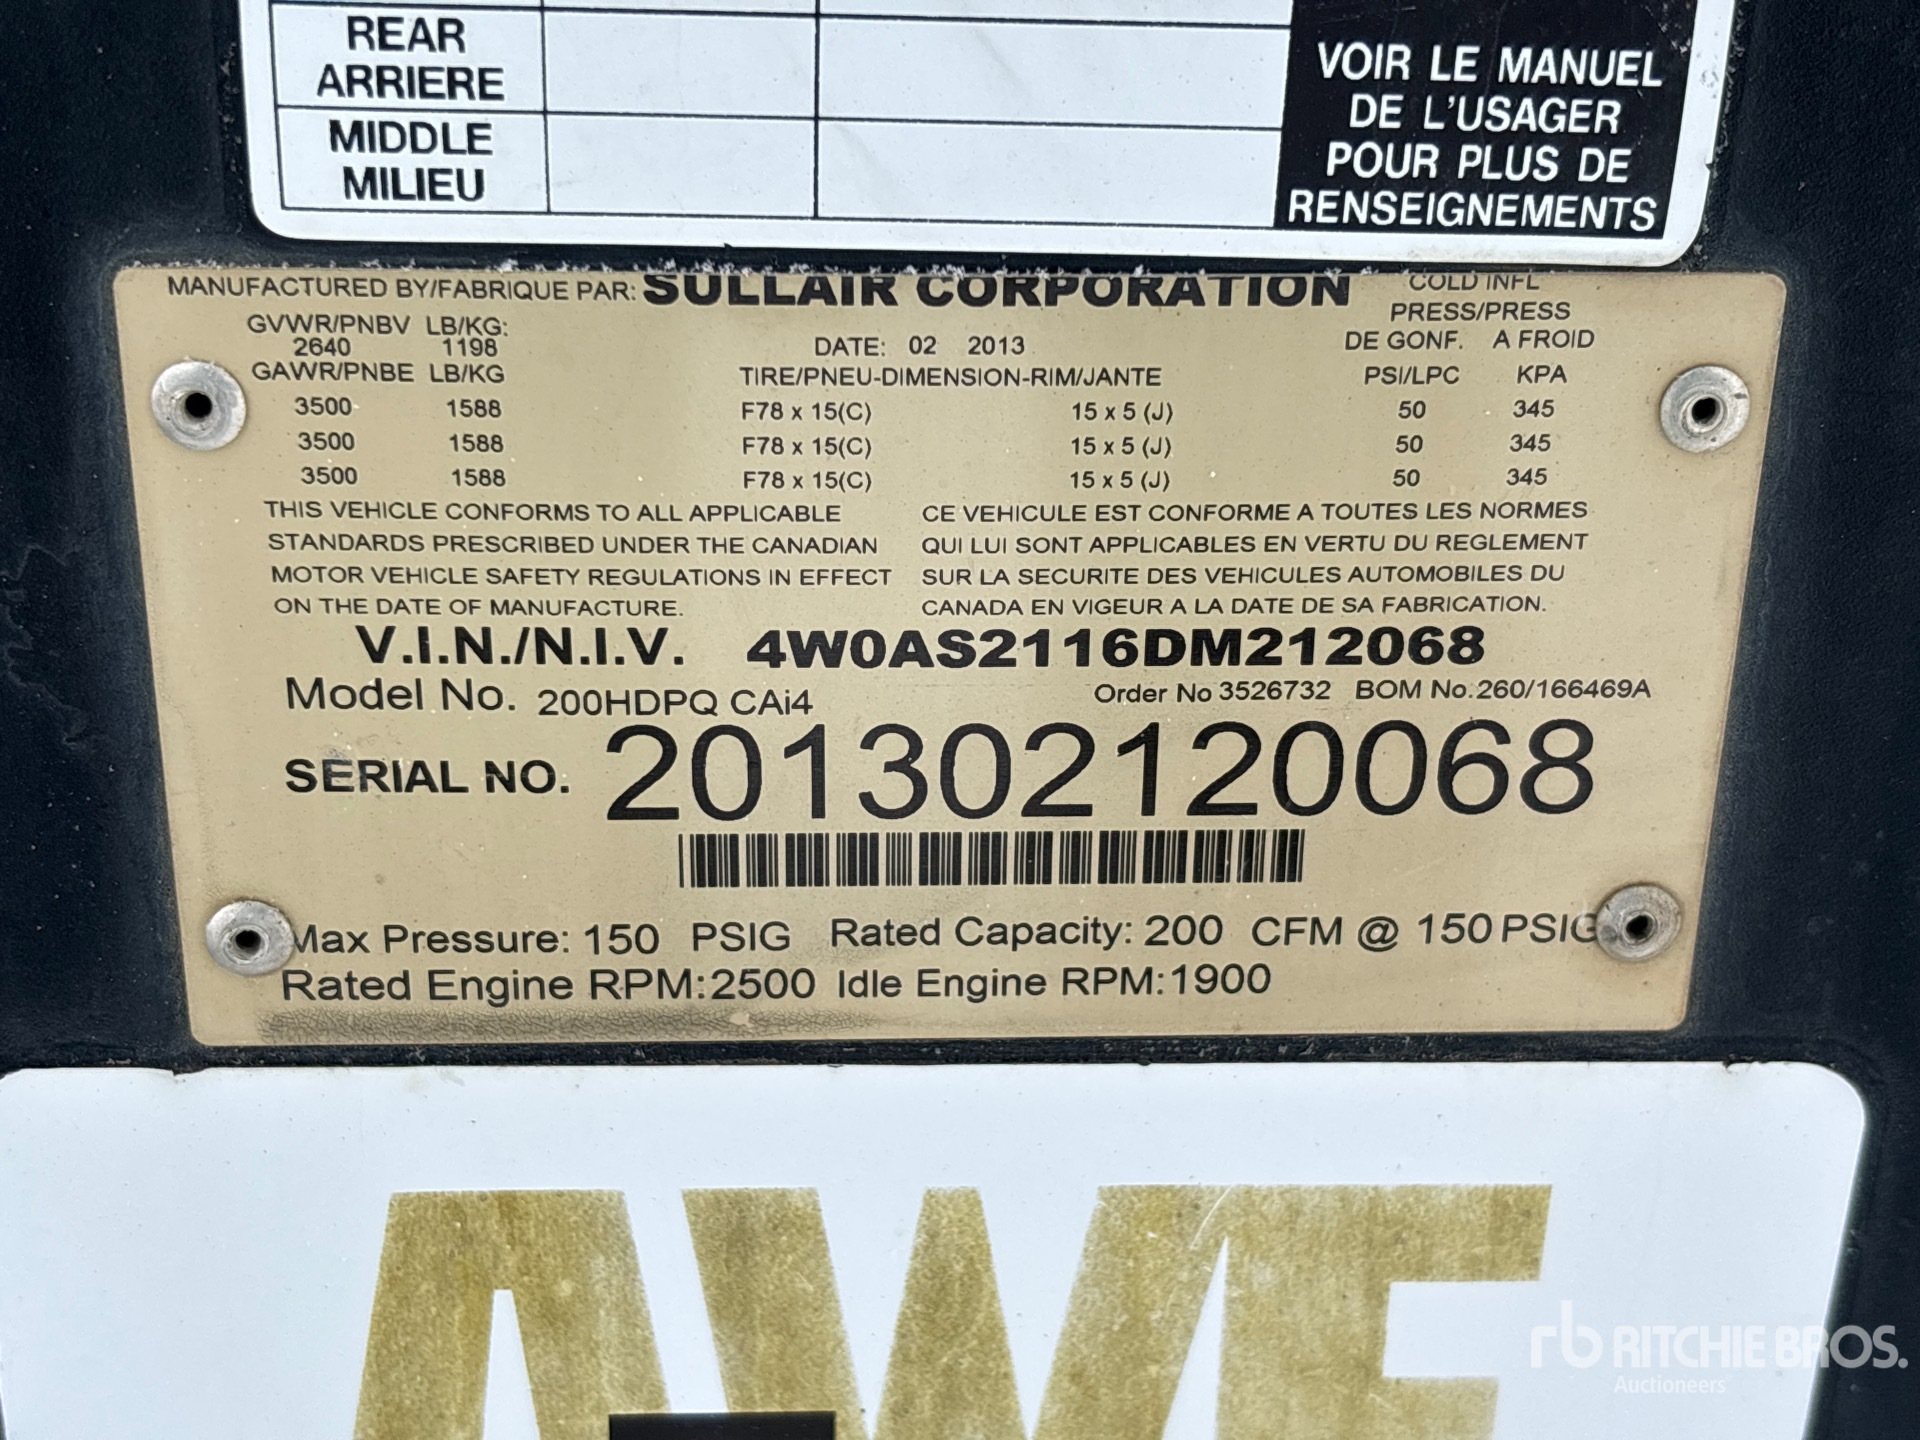 REAR
ARRIERE
MIDDLE
MILIEU
VOIR LE MANUEL
DE L'USAGER
POUR PLUS DE
RENSEIGNEMENTS
MANUFACTURED BY/FABRIQUE PAR: SULLAIR CORPORATION
COLD INFL
PRESS/PRESS
DE GONF. A FROID
GVWR/PNBV LB/KG:
2640 1198
DATE: 02 2013
GAWR/PNBE LB/KG TIRE/PNEU-DIMENSION-RIM/JANTE PSI/LPC KPA
3500 1588 F78 x 15(C) 15 x 5 (J) 50 345
3500 1588 F78 x 15(C) 15 x 5 (J) 50 345
3500 1588 F78 x 15(C) 15 x 5 (J) 50 345
THIS VEHICLE CONFORMS TO ALL APPLICABLE
STANDARDS PRESCRIBED UNDER THE CANADIAN
MOTOR VEHICLE SAFETY REGULATIONS IN EFFECT
ON THE DATE OF MANUFACTURE.
CE VEHICULE EST CONFORME A TOUTES LES NORMES
QUI LUI SONT APPLICABLES EN VERTU DU REGLEMENT
SUR LA SECURITE DES VEHICULES AUTOMOBILES DU
CANADA EN VIGEUR A LA DATE DE SA FABRICATION.
V.I.N./N.I.V. 4W0AS2116DM212068
Model No. 200HDPQ CAi4 Order No 3526732 BOM No. 260/166469A
SERIAL NO. 201302120068
Max Pressure: 150 PSIG Rated Capacity: 200 CFM @ 150 PSIG
Rated Engine RPM:2500 Idle Engine RPM:1900
AWF
rb RITCHIE BROS.
Auctioneers